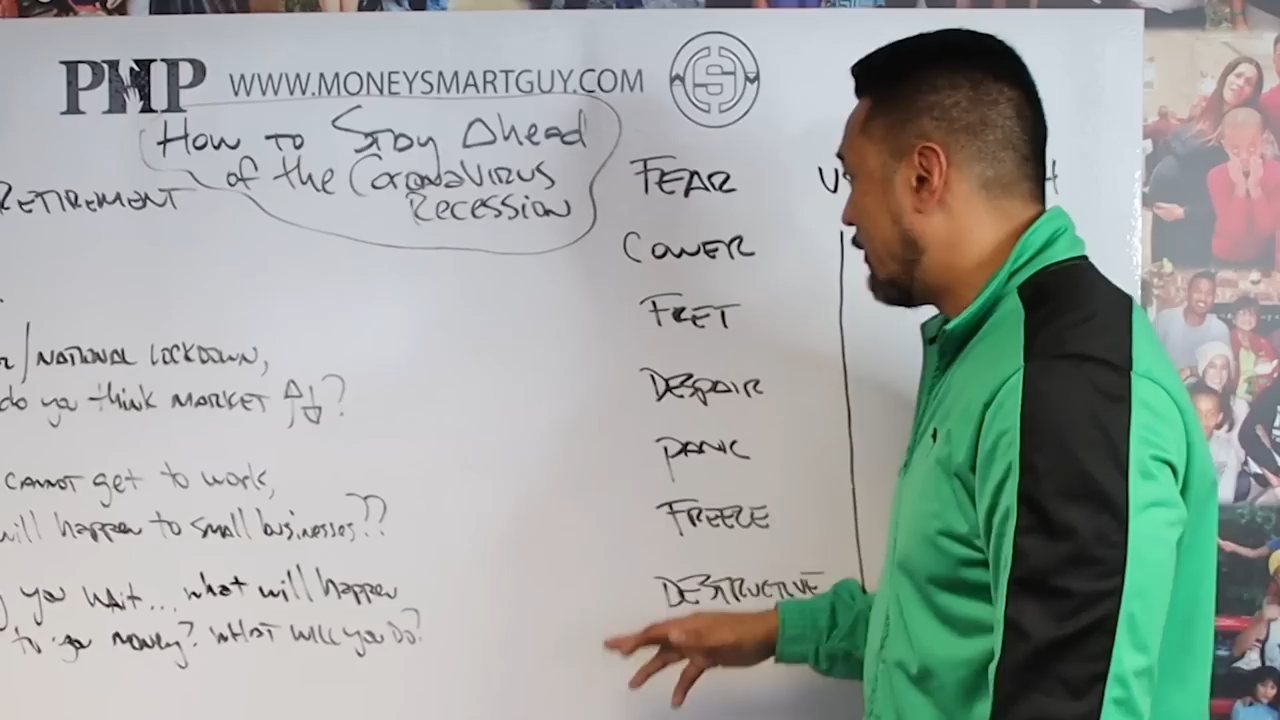 PHP WWW.MONEYSMARTGUY.COM
How to Stay Ahead
of the CoronaVirus
Recession
RETIREMENT
/NATIONAL LOCKDOWN,
do you think MARKET ?
CANNOT get to work,
will happen to small businesses??
you wait... what will happen
to your money? WHAT WILL you Do?
FEAR
COWER
FRET
DESPAIR
PANIC
FREEZE
DESTRUCTIVE